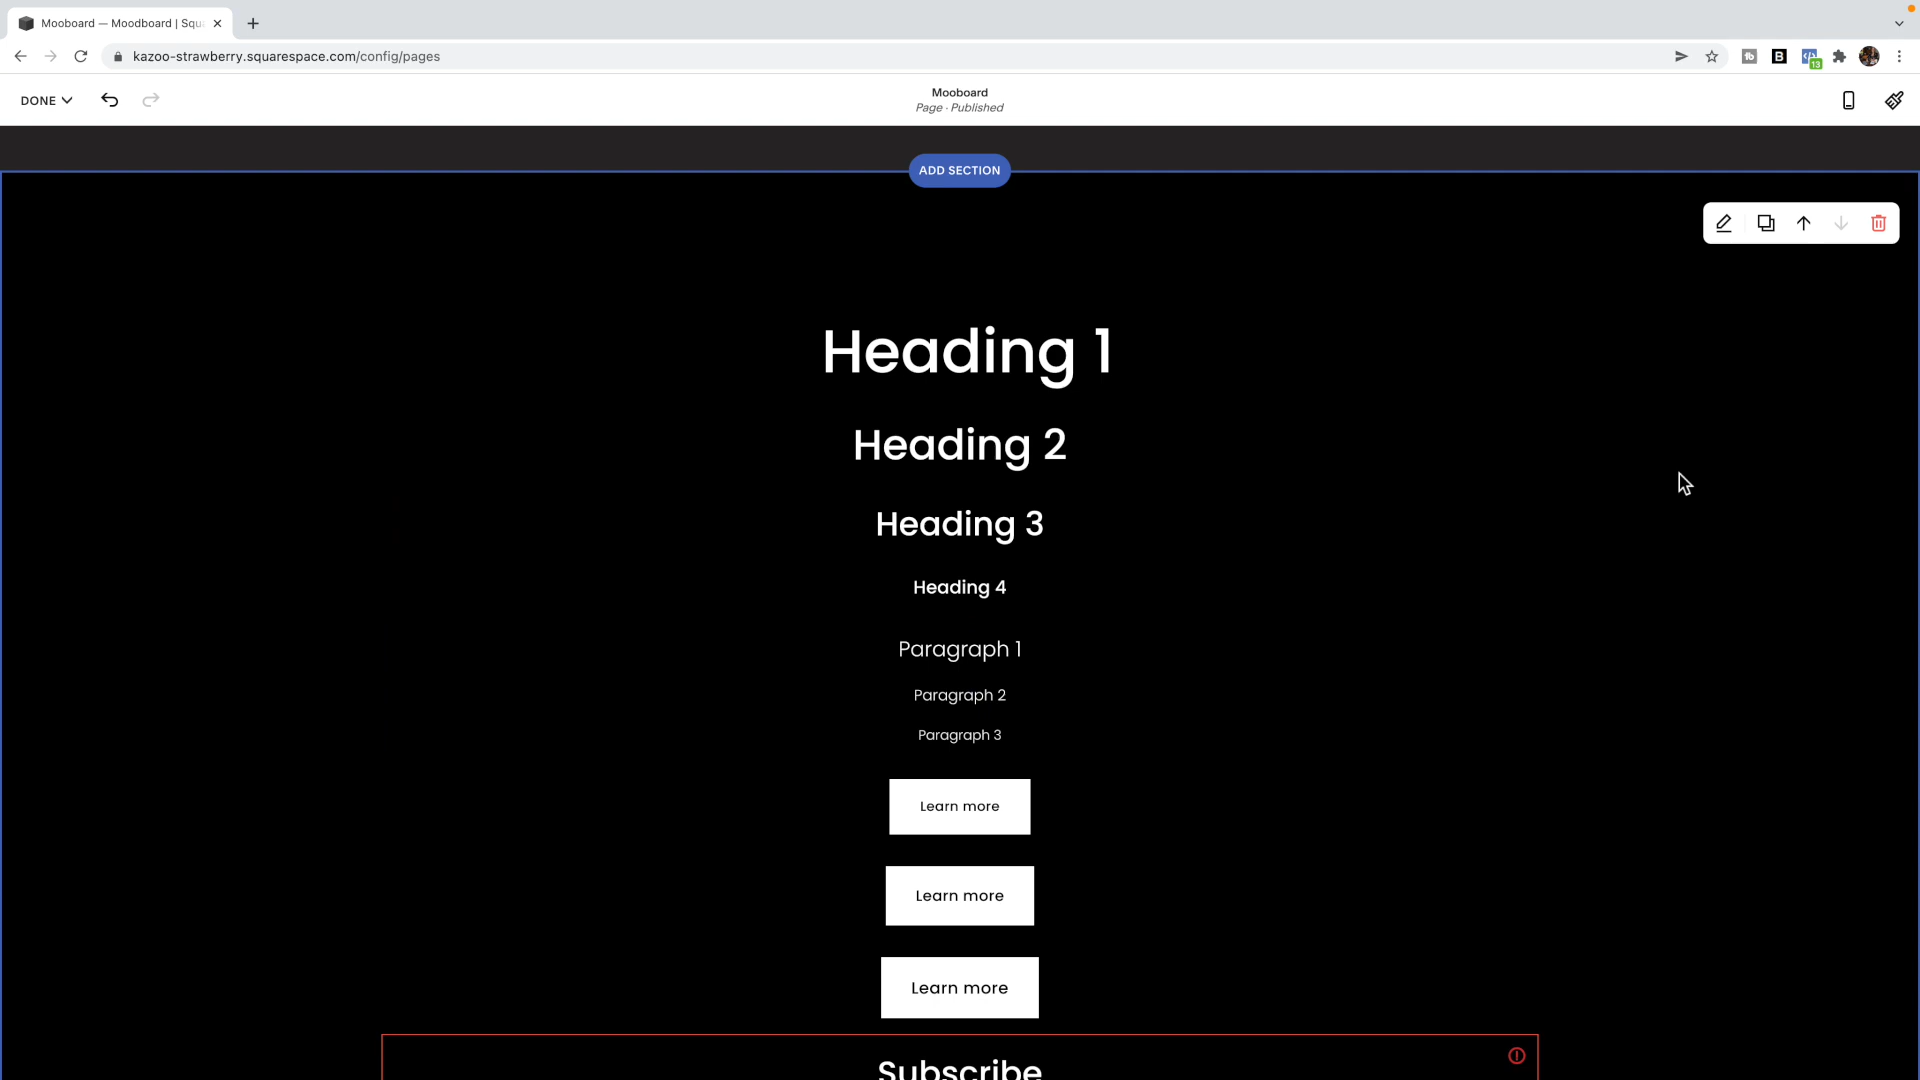 Mooboard — Moodboard | Squ
kazoo-strawberry.squarespace.com/config/pages
B
13
DONE
Mooboard
Page · Published
ADD SECTION
Heading 1
Heading 2
Heading 3
Heading 4
Paragraph 1
Paragraph 2
Paragraph 3
Learn more
Learn more
Learn more
Subscribe